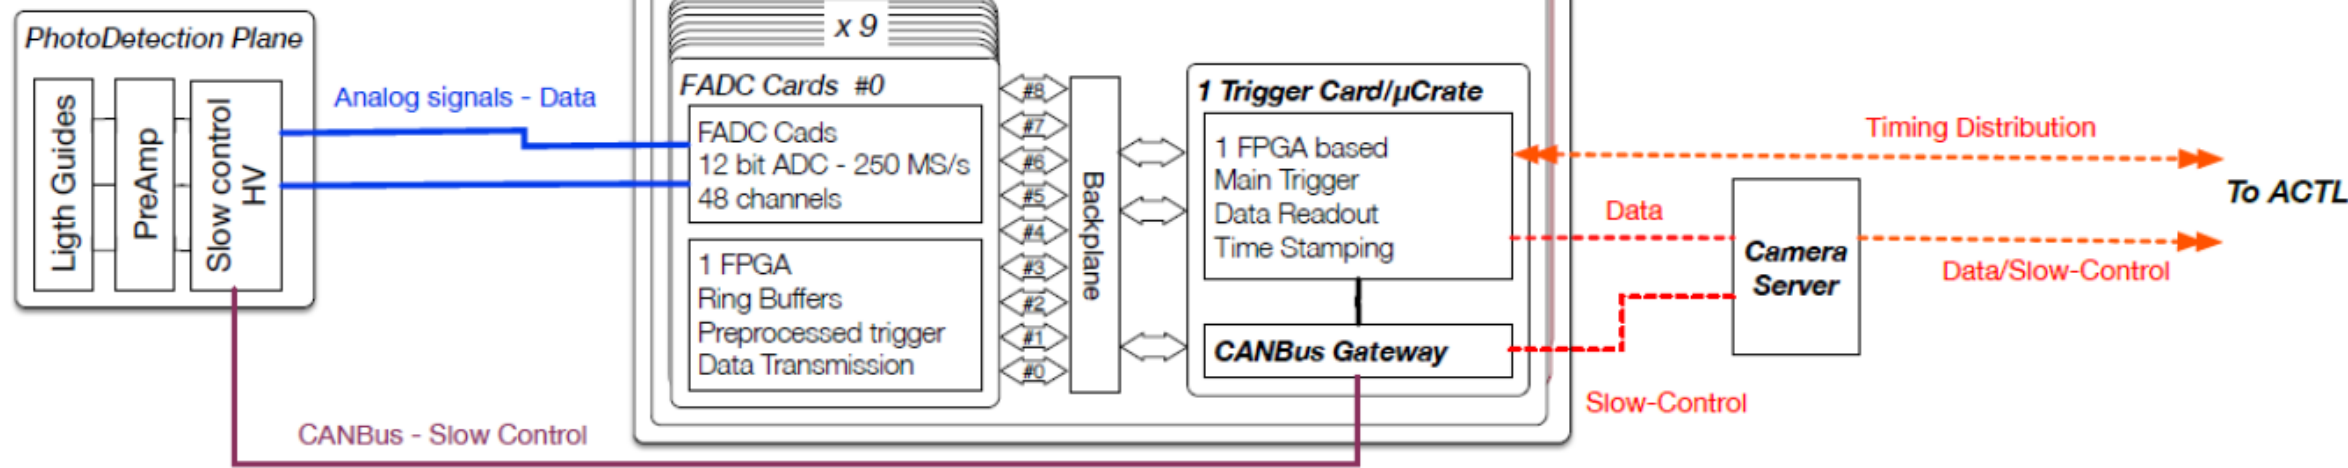 PhotoDetection Plane
Ligth Guides
PreAmp
Slow control
HV
Analog signals - Data
CANBus - Slow Control
x 9
FADC Cards #0
FADC Cads
12 bit ADC - 250 MS/s
48 channels
1 FPGA
Ring Buffers
Preprocessed trigger
Data Transmission
#8
#7
#6
#5
#4
#3
#2
#1
#0
Backplane
1 Trigger Card/µCrate
1 FPGA based
Main Trigger
Data Readout
Time Stamping
CANBus Gateway
Timing Distribution
To ACTL
Data
Camera
Server
Data/Slow-Control
Slow-Control